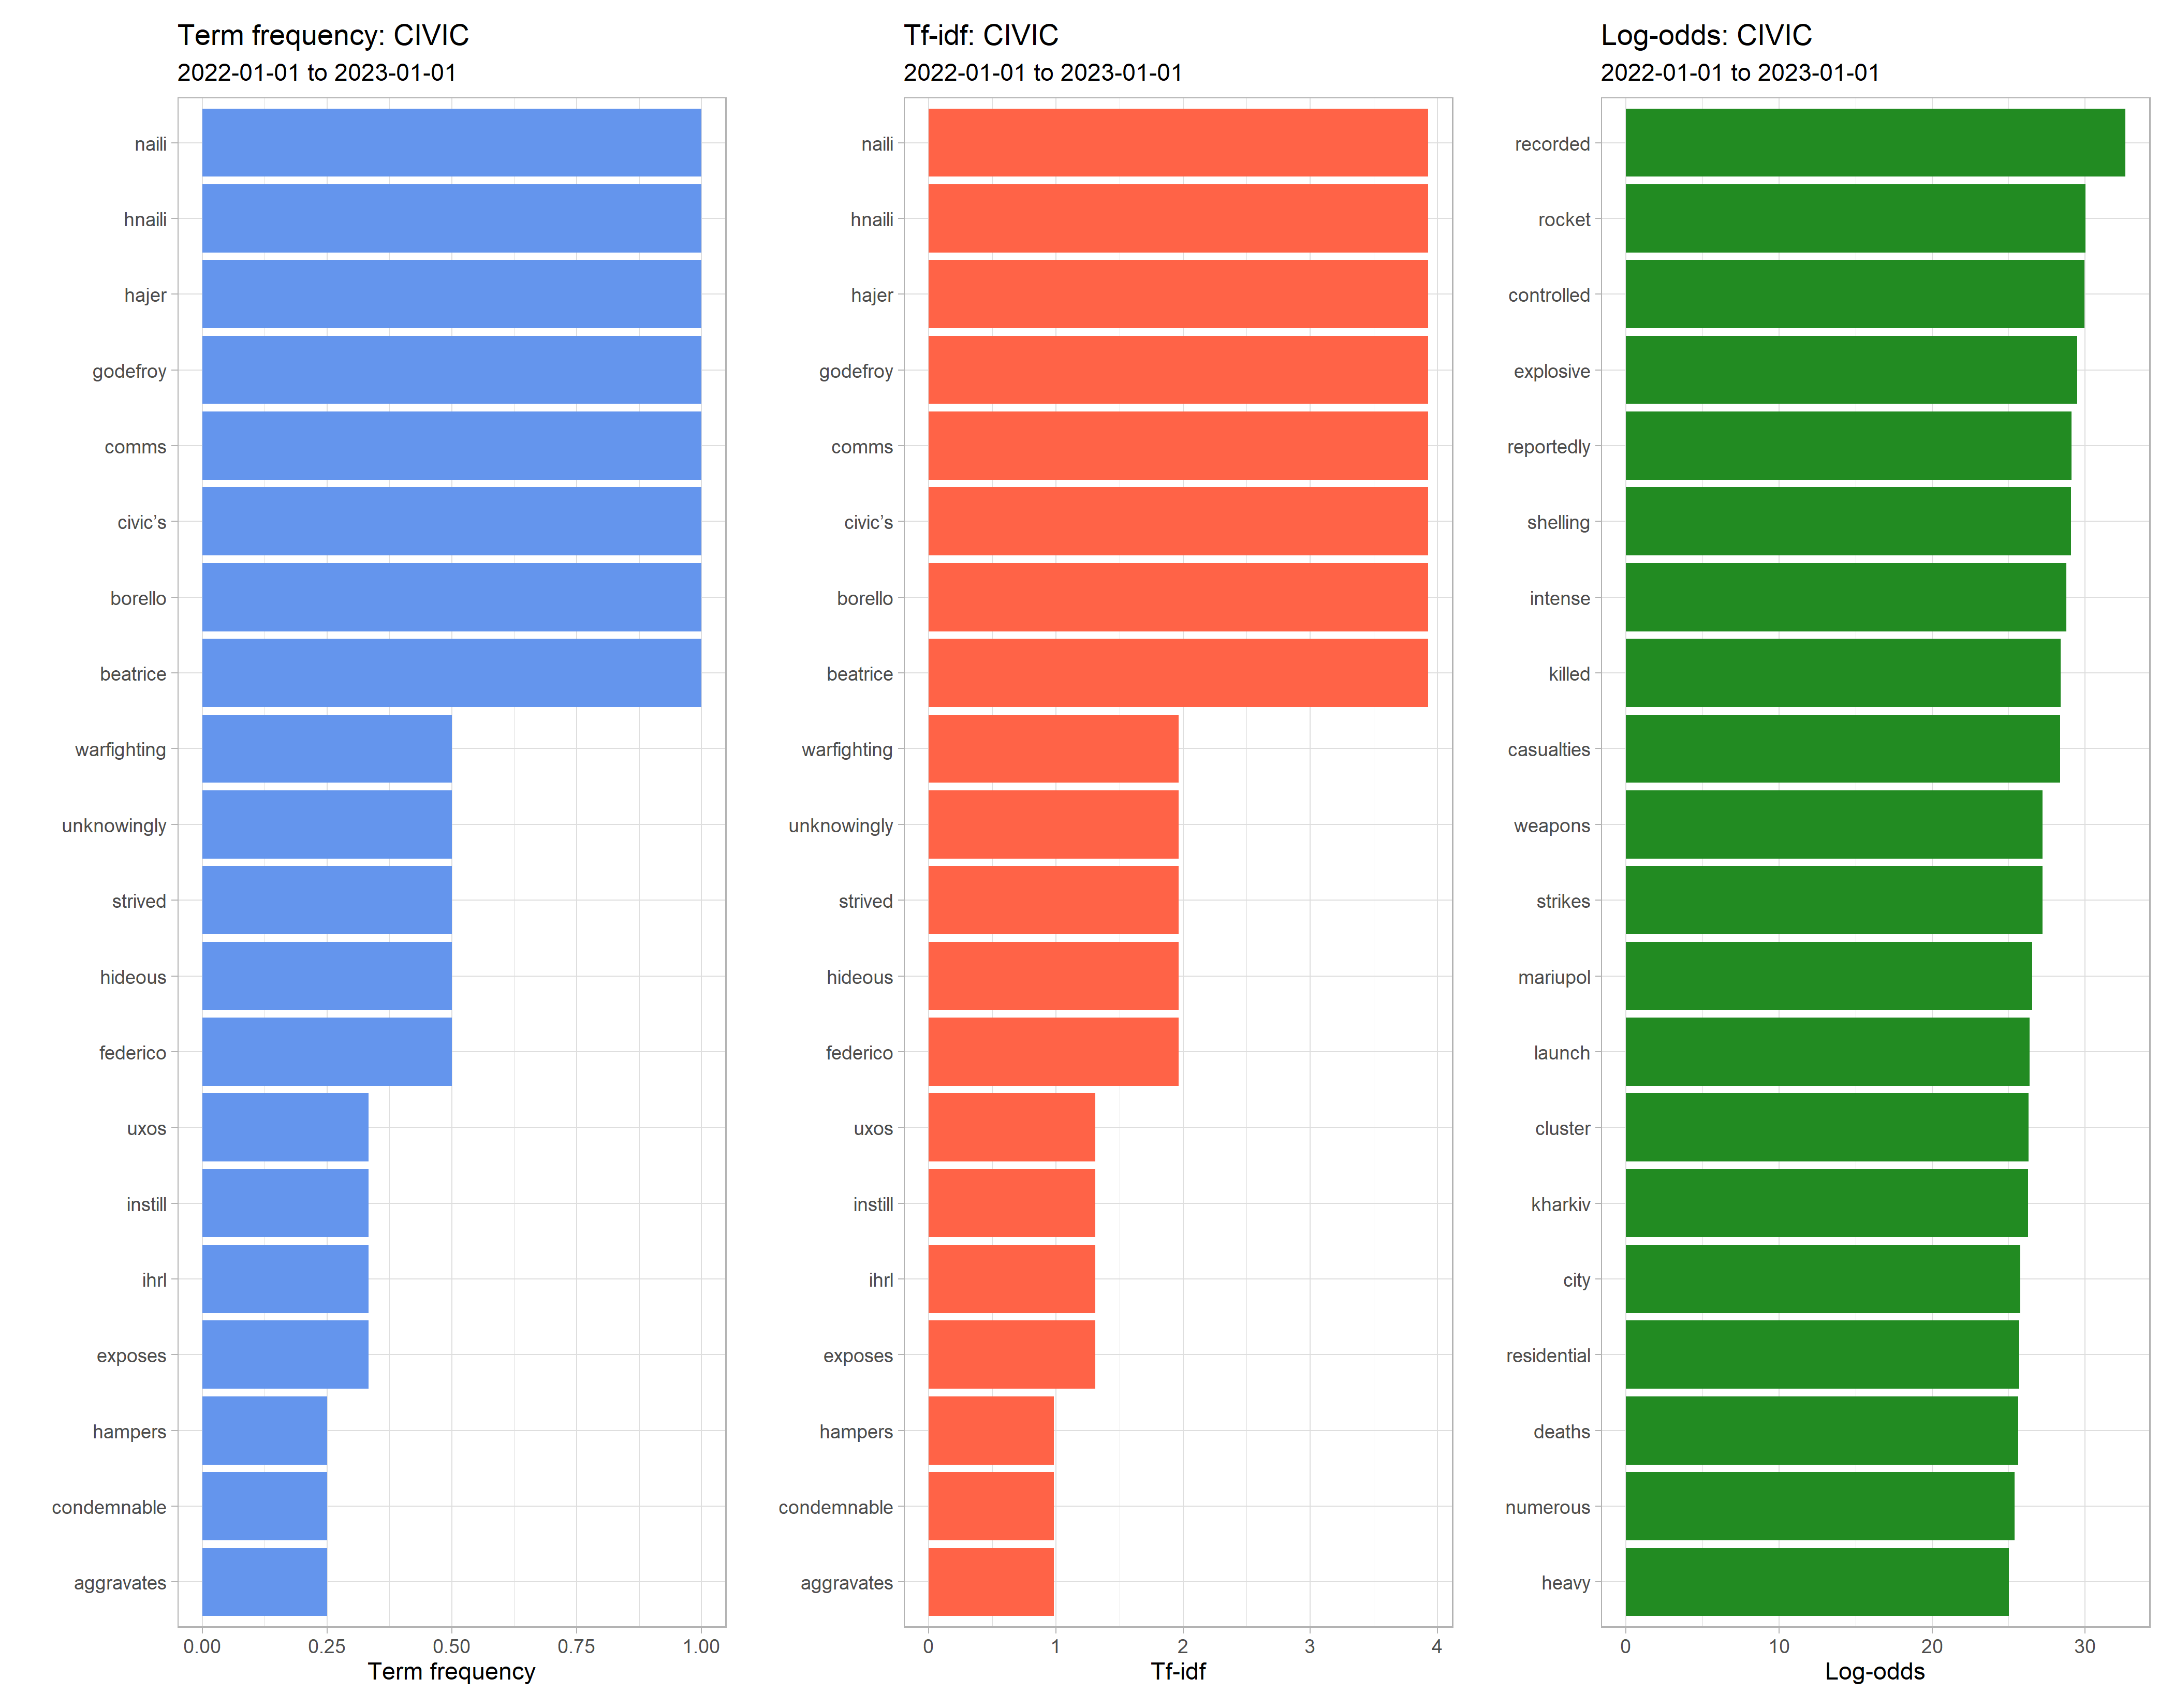 Term frequency: CIVIC
2022-01-01 to 2023-01-01
naili
hnaili
hajer
godefroy
comms
civic’s
borello
beatrice
warfighting
unknowingly
strived
hideous
federico
uxos
instill
ihrl
exposes
hampers
condemnable
aggravates
0.00 0.25 0.50 0.75 1.00
Term frequency
Tf-idf: CIVIC
2022-01-01 to 2023-01-01
naili
hnaili
hajer
godefroy
comms
civic’s
borello
beatrice
warfighting
unknowingly
strived
hideous
federico
uxos
instill
ihrl
exposes
hampers
condemnable
aggravates
0 1 2 3 4
Tf-idf
Log-odds: CIVIC
2022-01-01 to 2023-01-01
recorded
rocket
controlled
explosive
reportedly
shelling
intense
killed
casualties
weapons
strikes
mariupol
launch
cluster
kharkiv
city
residential
deaths
numerous
heavy
0 10 20 30
Log-odds